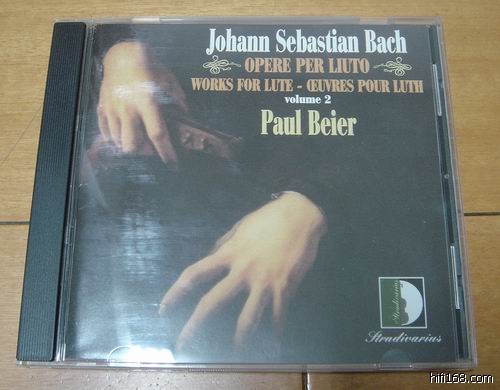 Johann Sebastian Bach
OPERE PER LIUTO
WORKS FOR LUTE - ŒUVRES POUR LUTH
volume 2
Paul Beier
Stradivarius
Stradivarius
hifi168.com